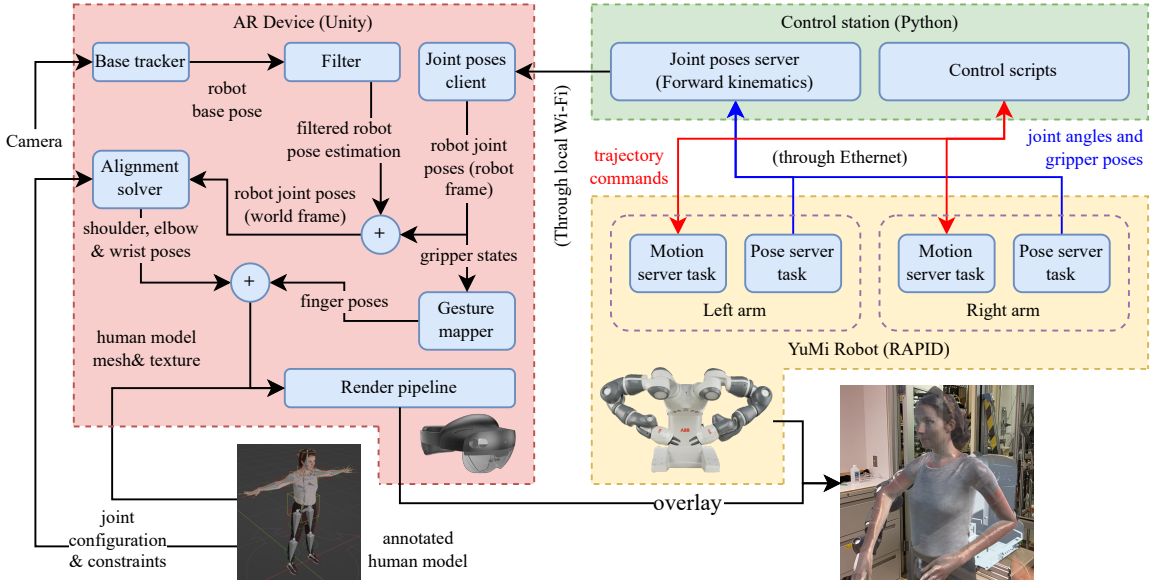 AR Device (Unity)
Base tracker
Filter
Joint poses
client
robot
base pose
filtered robot
pose estimation
robot joint
poses (robot
frame)
Camera
Alignment
solver
robot joint poses
(world frame)
+
shoulder, elbow
& wrist poses
gripper states
+
finger poses
Gesture
mapper
human model
mesh& texture
Render pipeline
(Through local Wi-Fi)
Control station (Python)
Joint poses server
(Forward kinematics)
Control scripts
trajectory
commands
(through Ethernet)
joint angles and
gripper poses
Motion
server task
Pose server
task
Left arm
Motion
server task
Pose server
task
Right arm
YuMi Robot (RAPID)
ABB
overlay
joint
configuration
& constraints
annotated
human model